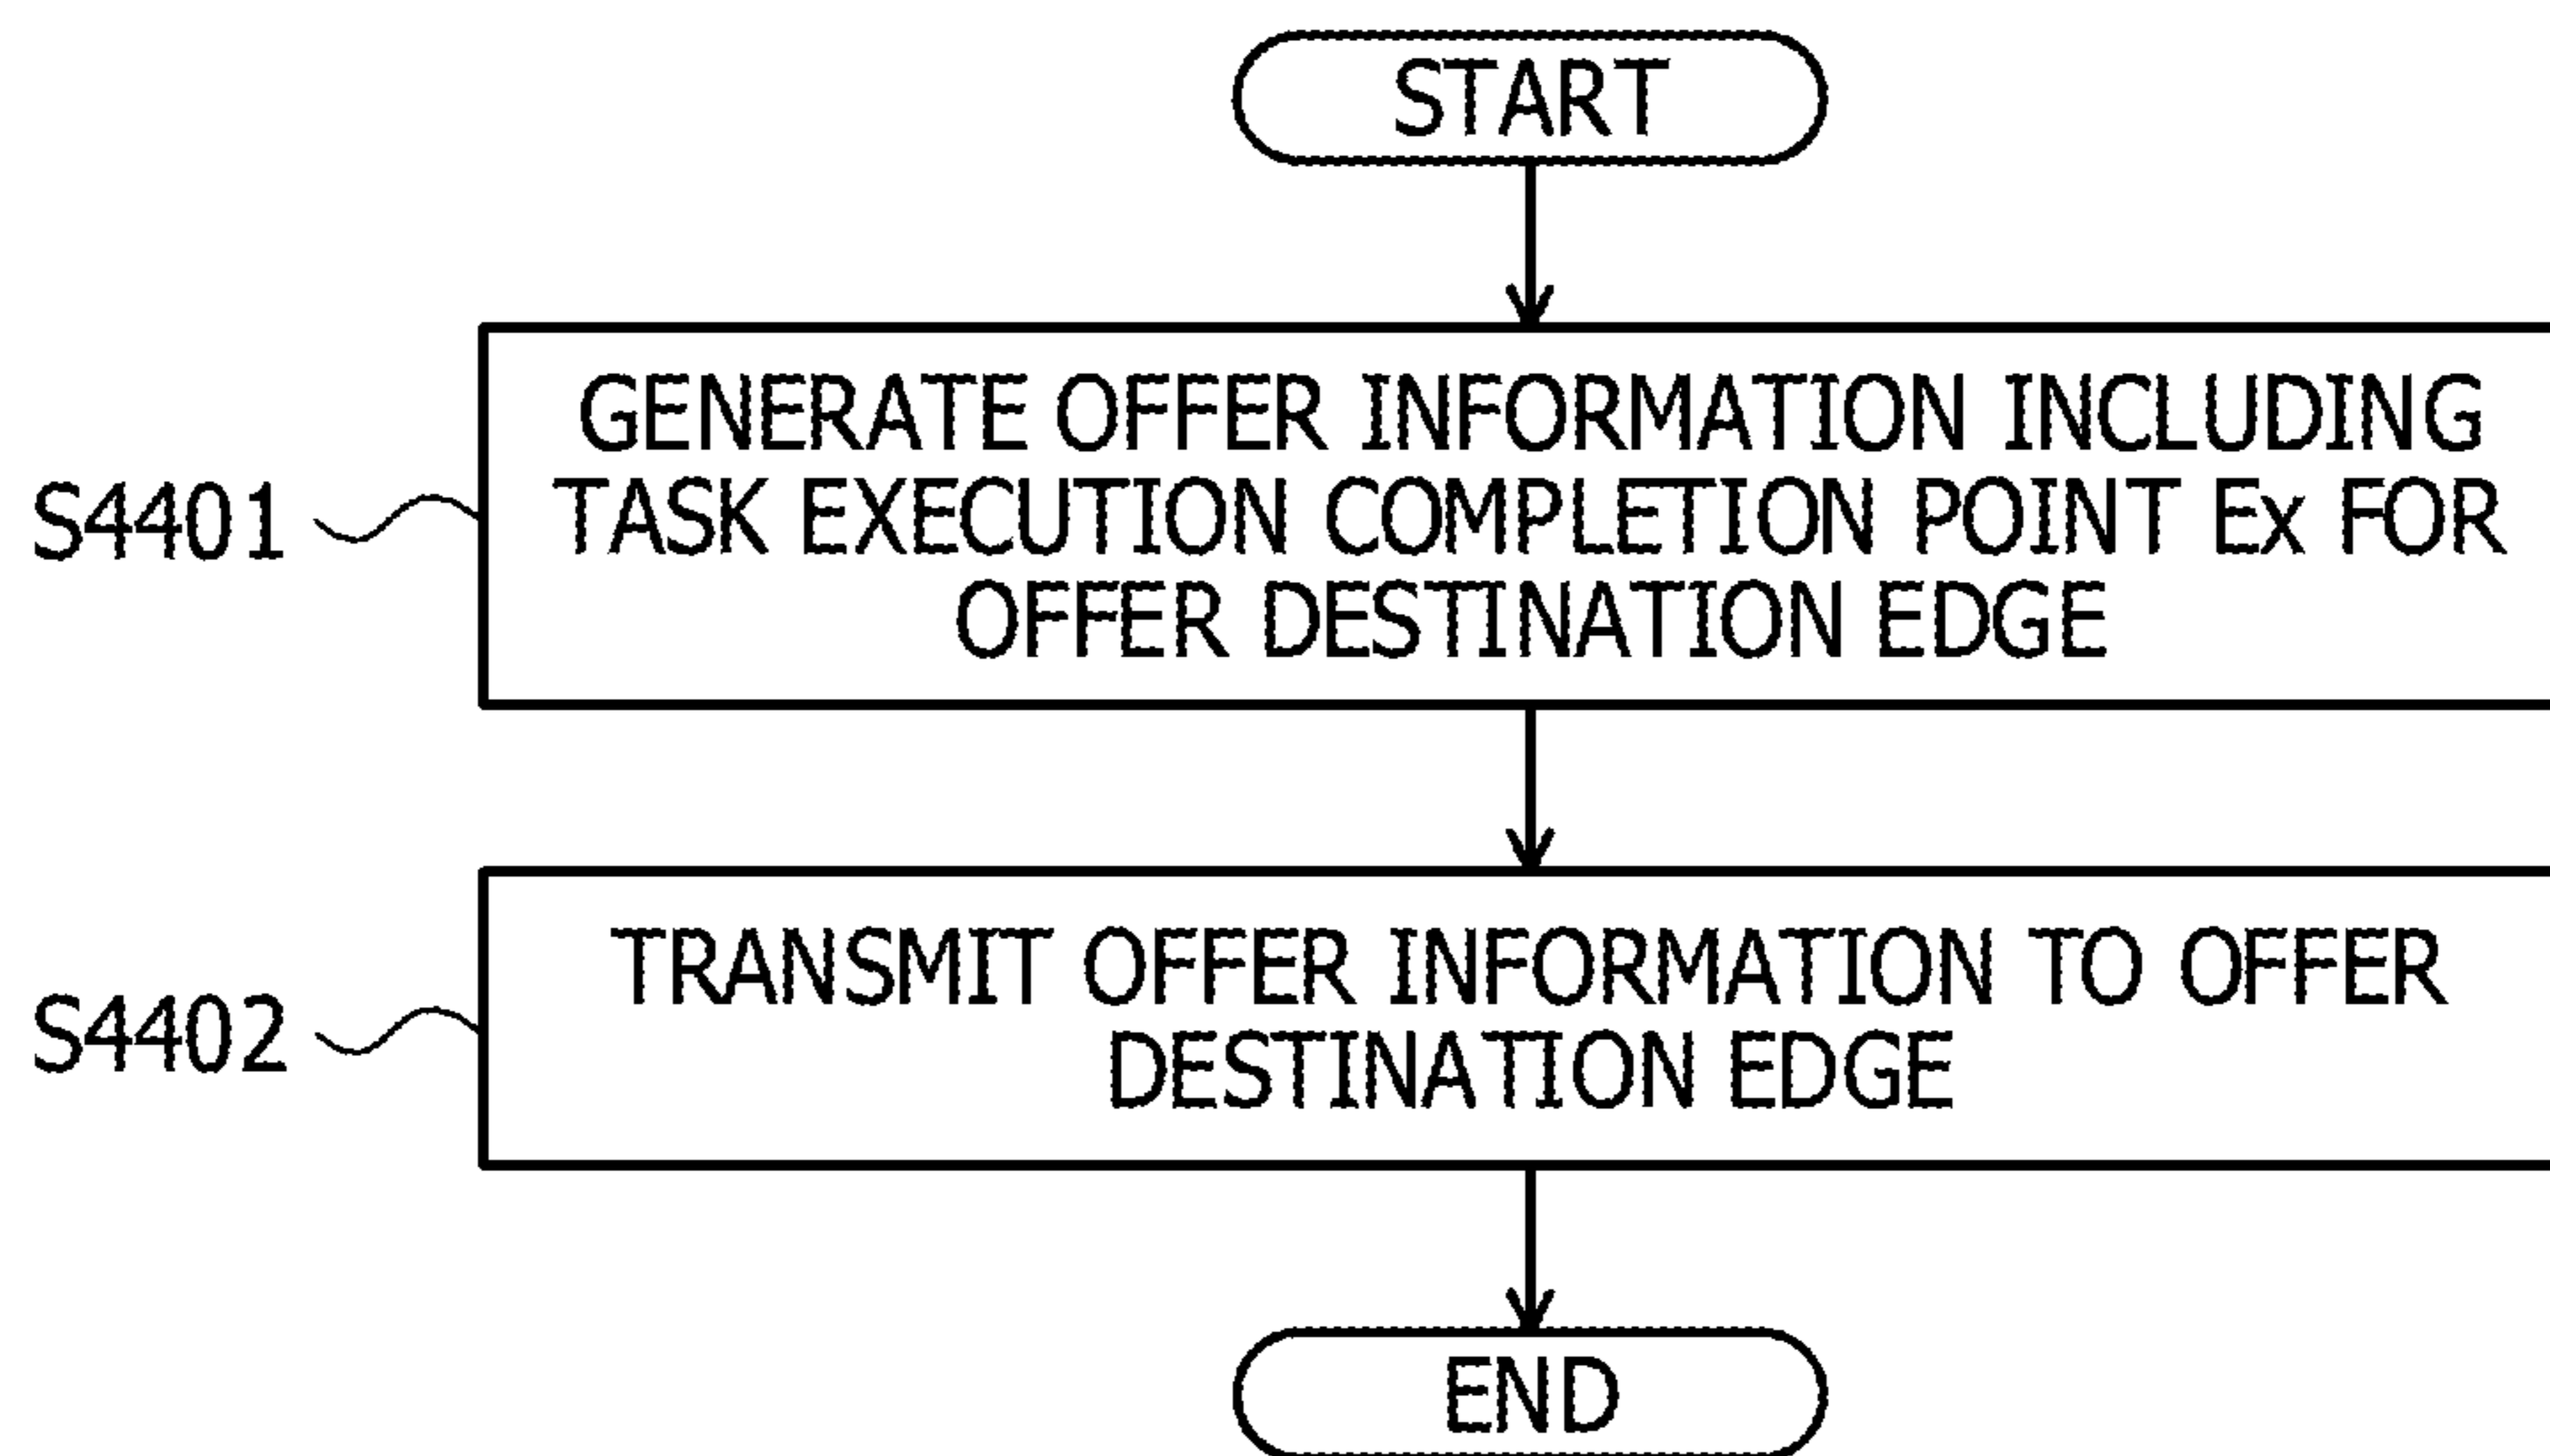 START
S4401
GENERATE OFFER INFORMATION INCLUDING
TASK EXECUTION COMPLETION POINT Ex FOR
OFFER DESTINATION EDGE
S4402
TRANSMIT OFFER INFORMATION TO OFFER
DESTINATION EDGE
END